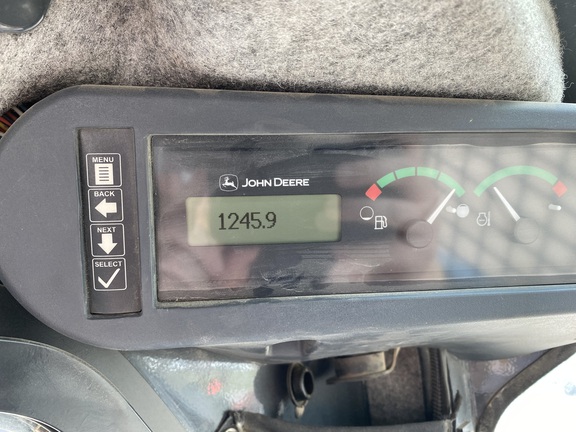 MENU
BACK
NEXT
SELECT
JOHN DEERE
1245.9